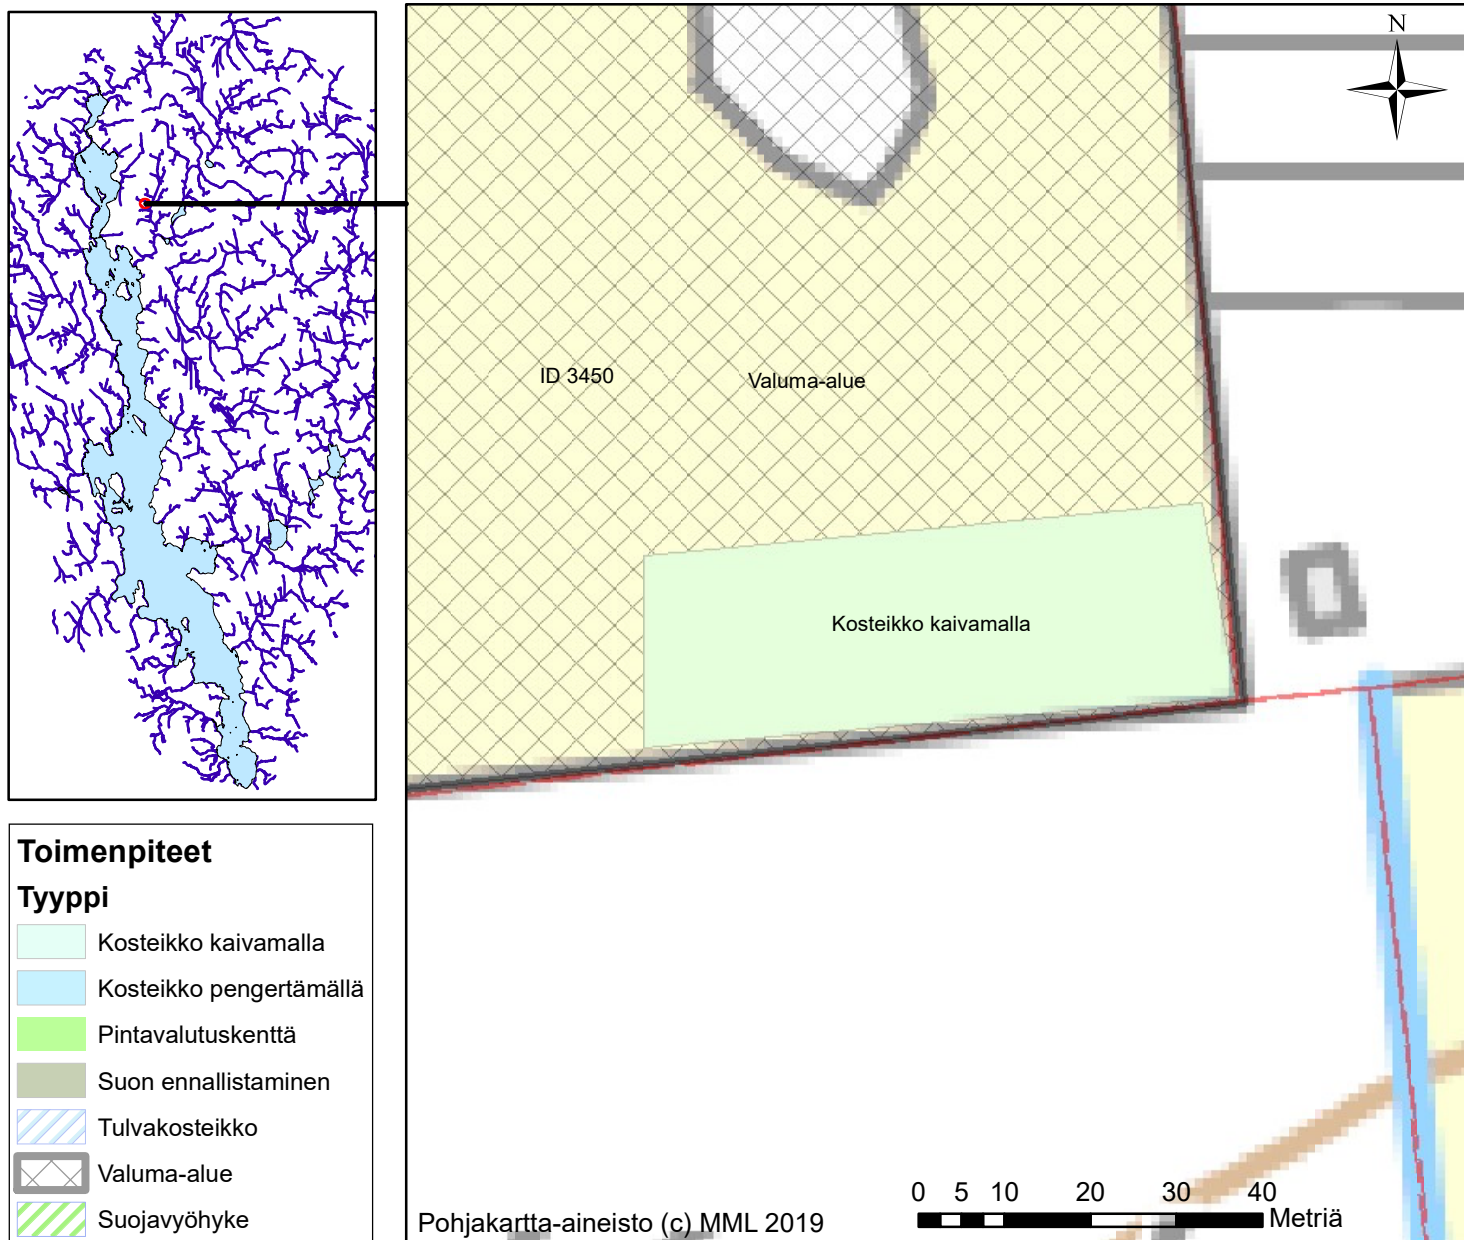 N
ID 3450
Valuma-alue
Kosteikko kaivamalla
Toimenpiteet
Tyyppi
Kosteikko kaivamalla
Kosteikko pengertämällä
Pintavalutuskenttä
Suon ennallistaminen
Tulvakosteikko
Valuma-alue
Suojavyöhyke
0 5 10 20 30 40
Metriä
Pohjakartta-aineisto (c) MML 2019